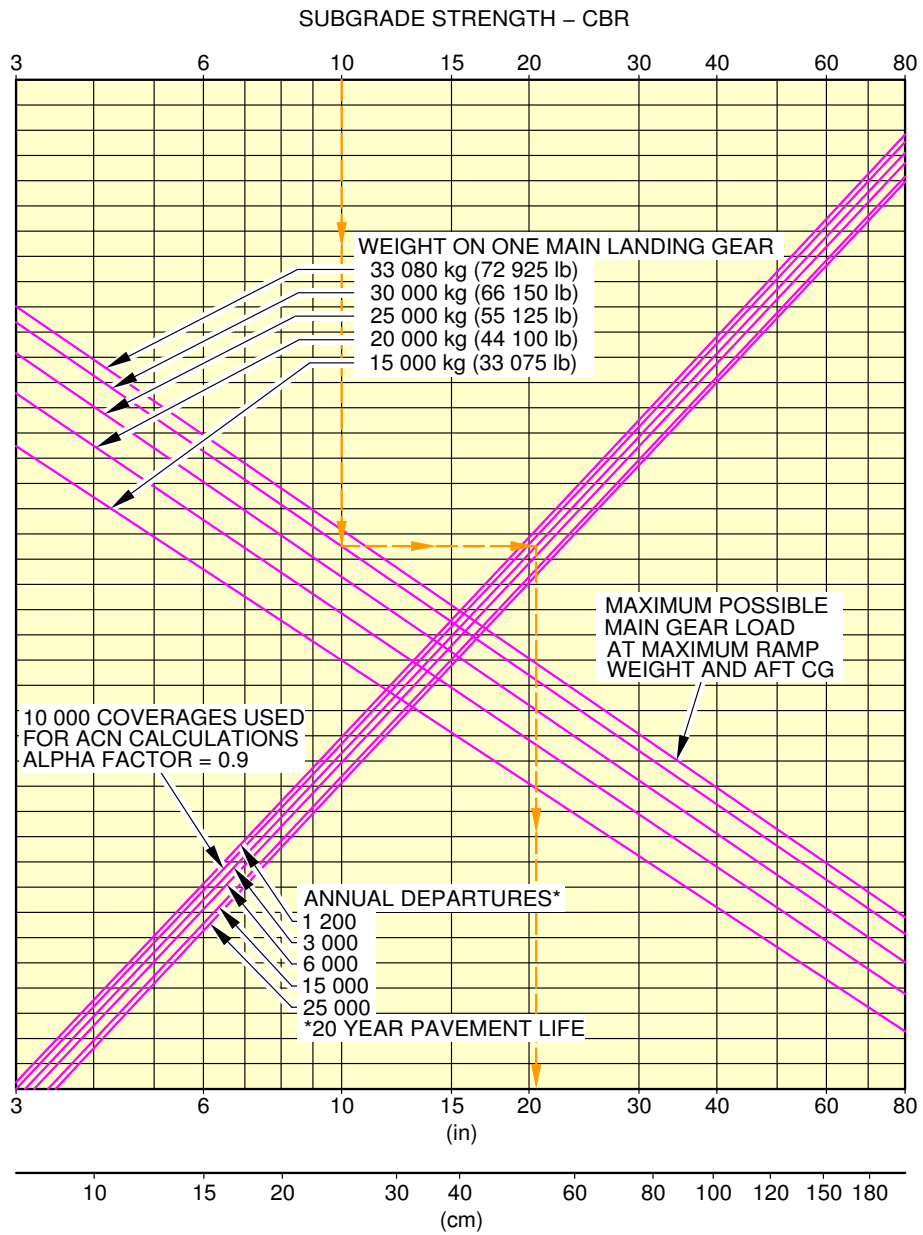 SUBGRADE STRENGTH – CBR
3 6 10 15 20 30 40 60 80
WEIGHT ON ONE MAIN LANDING GEAR
33 080 kg (72 925 lb)
30 000 kg (66 150 lb)
25 000 kg (55 125 lb)
20 000 kg (44 100 lb)
15 000 kg (33 075 lb)
MAXIMUM POSSIBLE
MAIN GEAR LOAD
AT MAXIMUM RAMP
WEIGHT AND AFT CG
10 000 COVERAGES USED
FOR ACN CALCULATIONS
ALPHA FACTOR = 0.9
ANNUAL DEPARTURES*
1 200
3 000
6 000
15 000
25 000
*20 YEAR PAVEMENT LIFE
3 6 10 15 20 30 40 60 80
(in)
10 15 20 30 40 60 80 100 120 150 180
(cm)